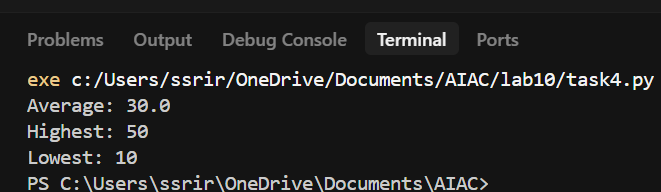 Problems Output Debug Console Terminal Ports
exe c:/Users/ssrir/OneDrive/Documents/AIAC/lab10/task4.py
Average: 30.0
Highest: 50
Lowest: 10
PS C:\Users\ssrir\OneDrive\Documents\AIAC>